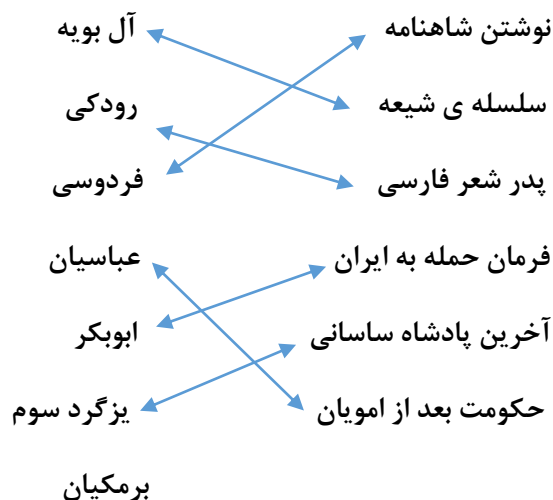 نوشتن شاهنامه آل بویه
سلسله ی شیعه رودکی
پدر شعر فارسی فردوسی
فرمان حمله به ایران عباسیان
آخرین پادشاه ساسانی ابوبکر
حکومت بعد از امویان یزگرد سوم
برمکیان